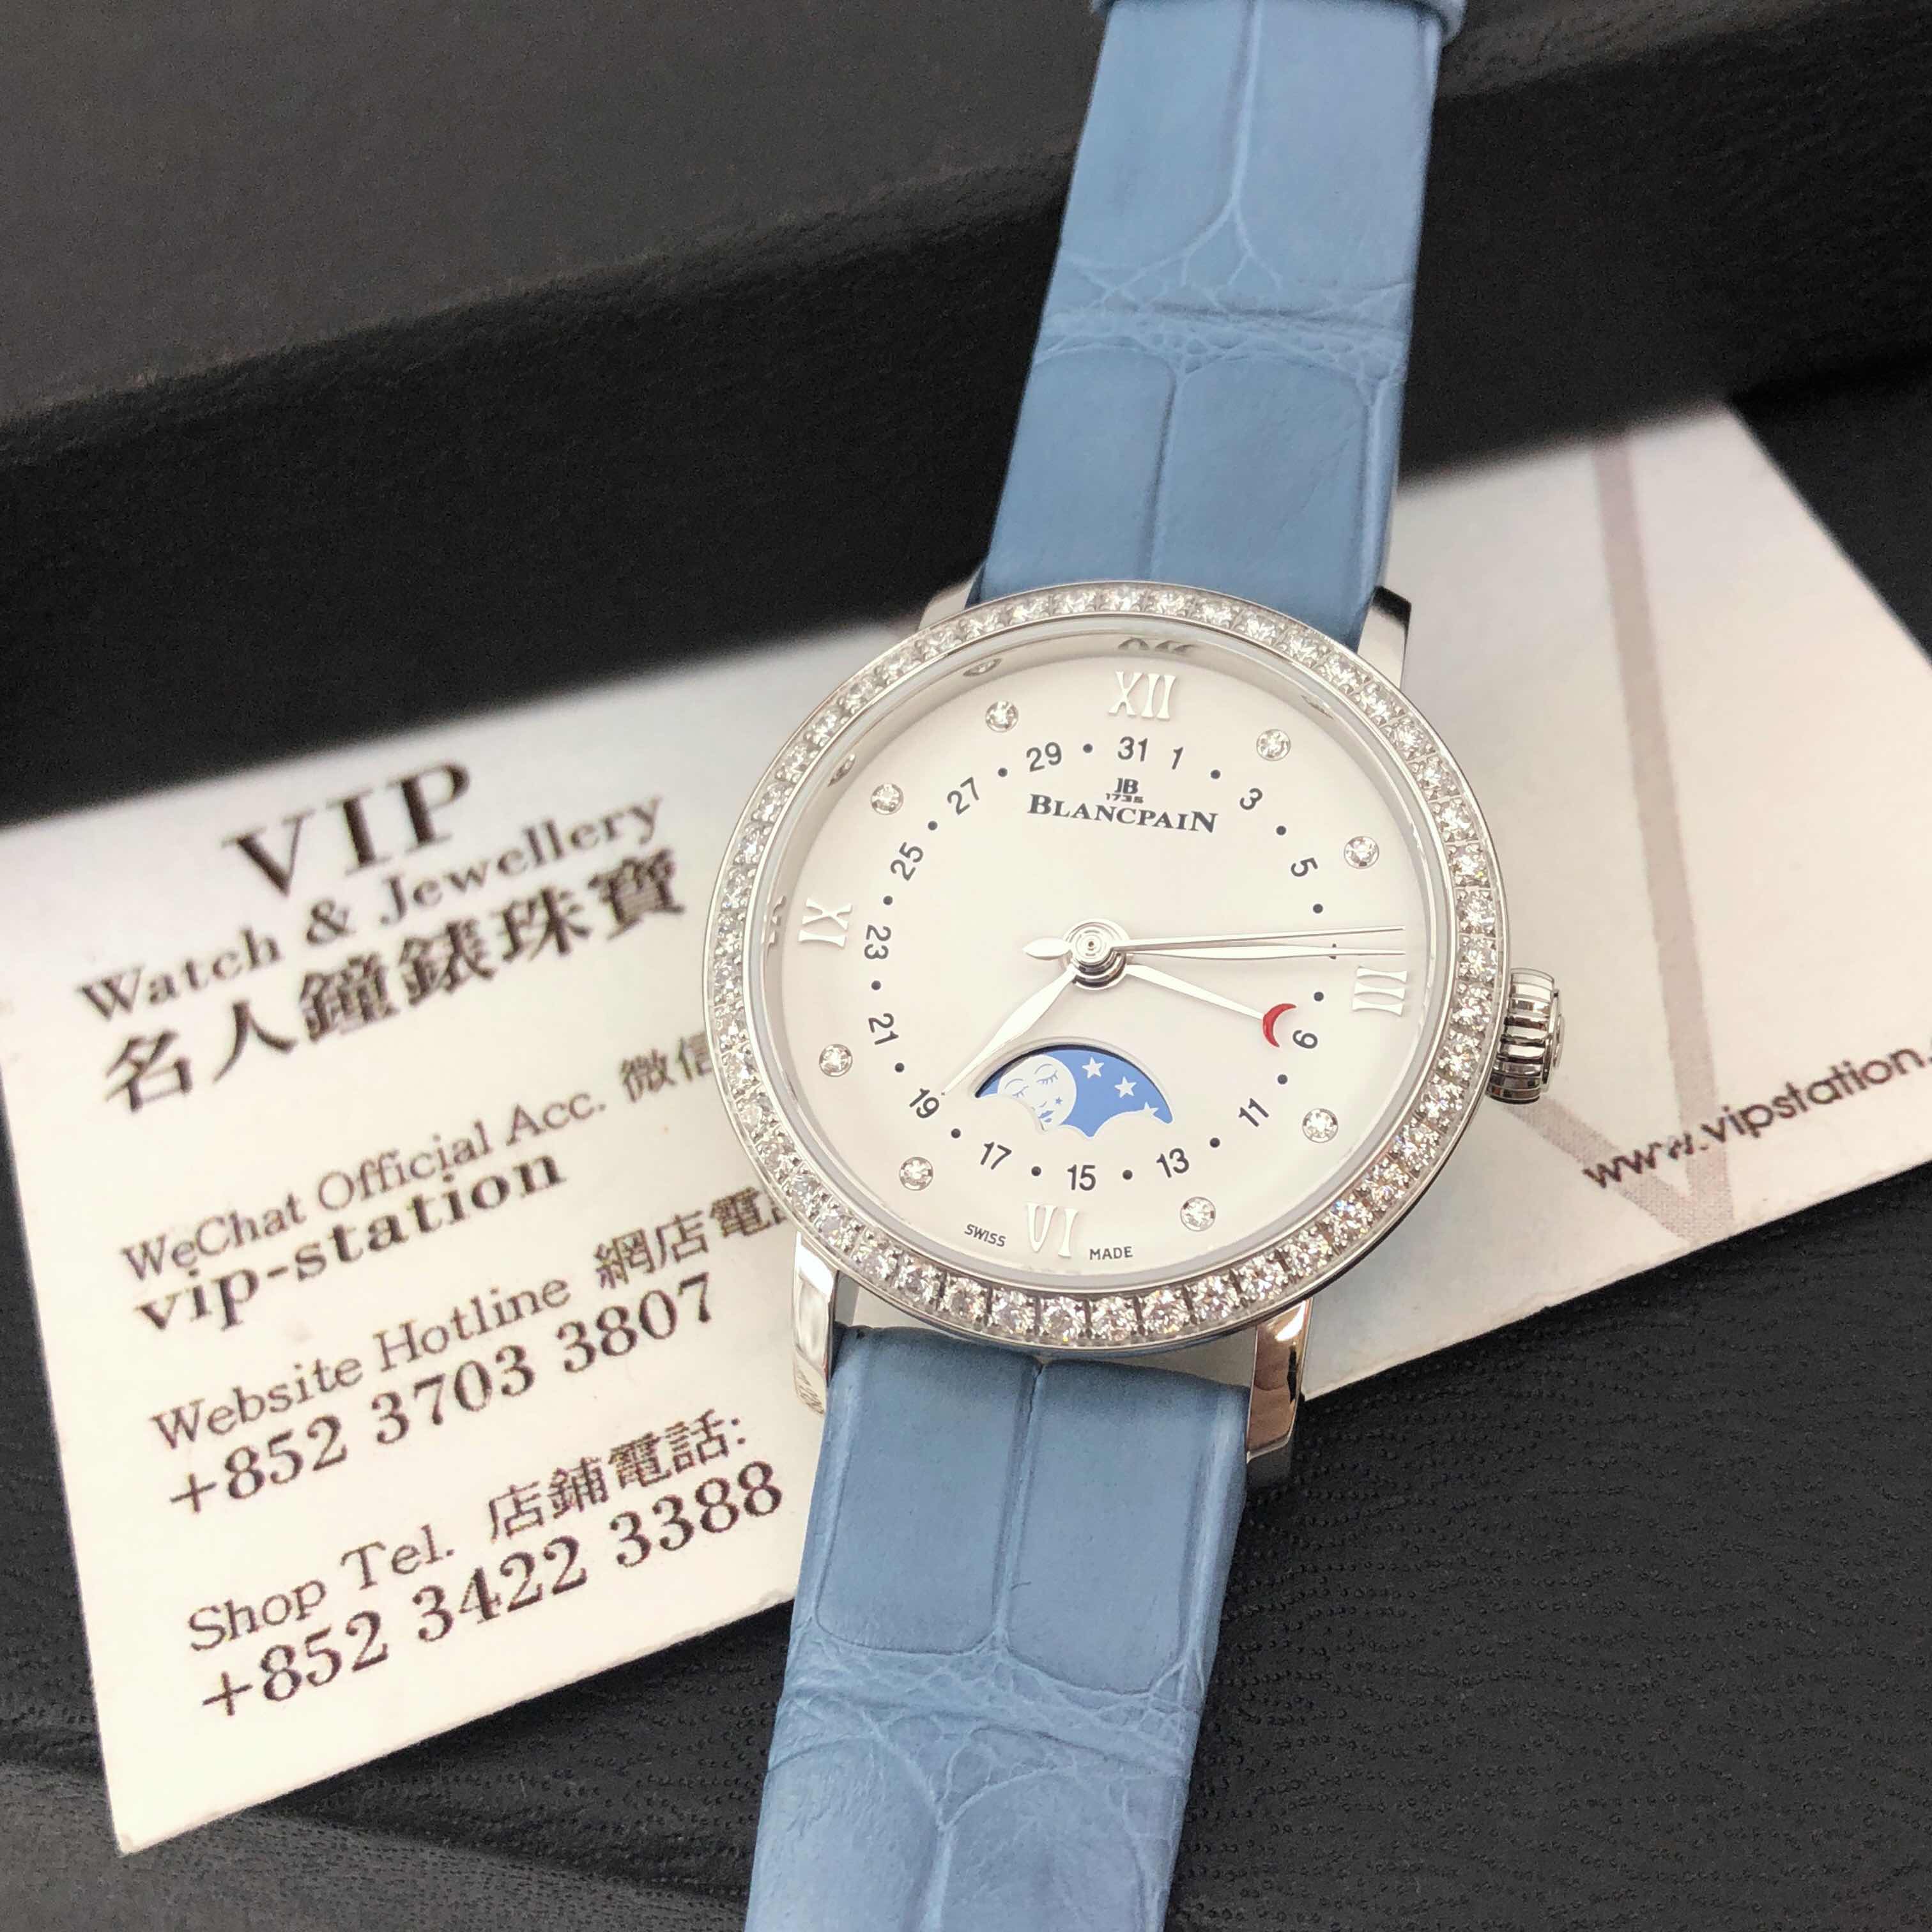 VIP
Watch & Jewellery
名人鐘錶珠寶
WeChat Official Acc. 微信
vip-station
Website Hotline 網店電話
+852 3703 3807
Shop Tel. 店鋪電話:
+852 3422 3388
www.vipstation.
XII
29 • 31 1 • 3 • 5 • • 9 • 11 • 13 • 15 • 17 • 19 • 21 • 23 • 25 • 27 •
JB
1735
BLANCPAIN
IX
III
VI
SWISS MADE